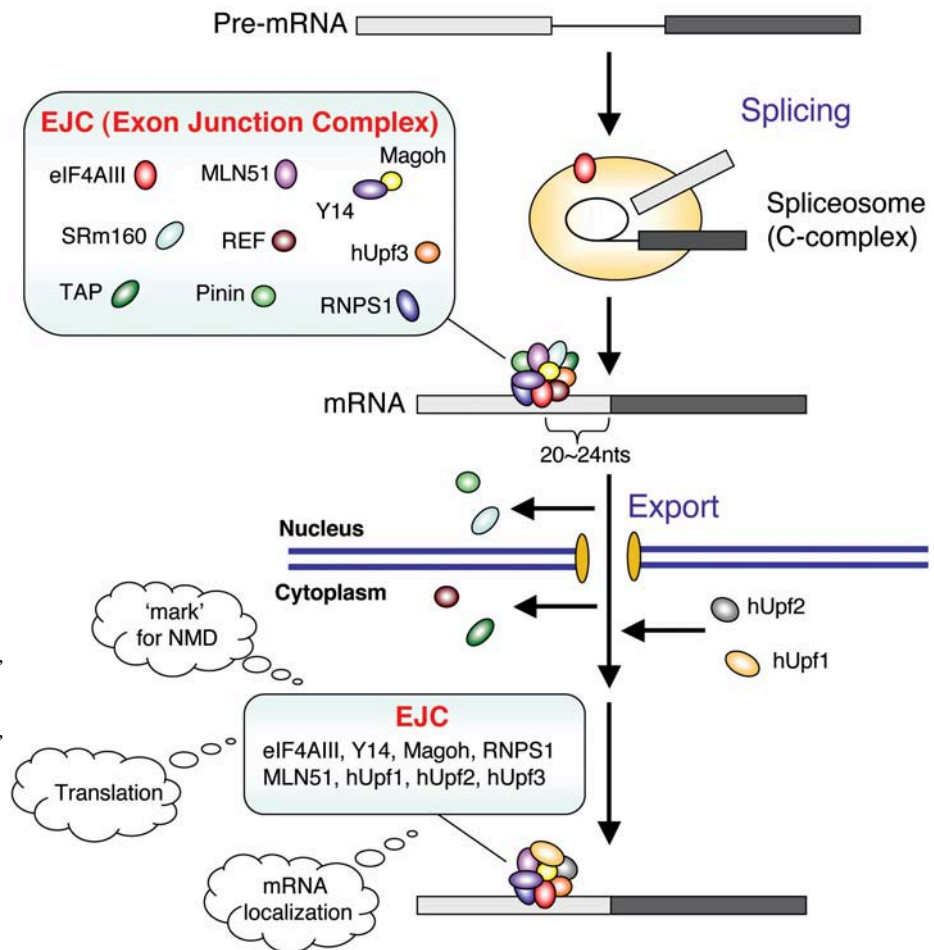 Pre-mRNA
EJC (Exon Junction Complex)
eIF4AIII
MLN51
Magoh
Y14
SRm160
REF
hUpf3
TAP
Pinin
RNPS1
Splicing
Spliceosome
(C-complex)
mRNA
20~24nts
Export
Nucleus
Cytoplasm
hUpf2
hUpf1
'mark'
for NMD
,
,
EJC
eIF4AIII, Y14, Magoh, RNPS1
MLN51, hUpf1, hUpf2, hUpf3
Translation
mRNA
localization